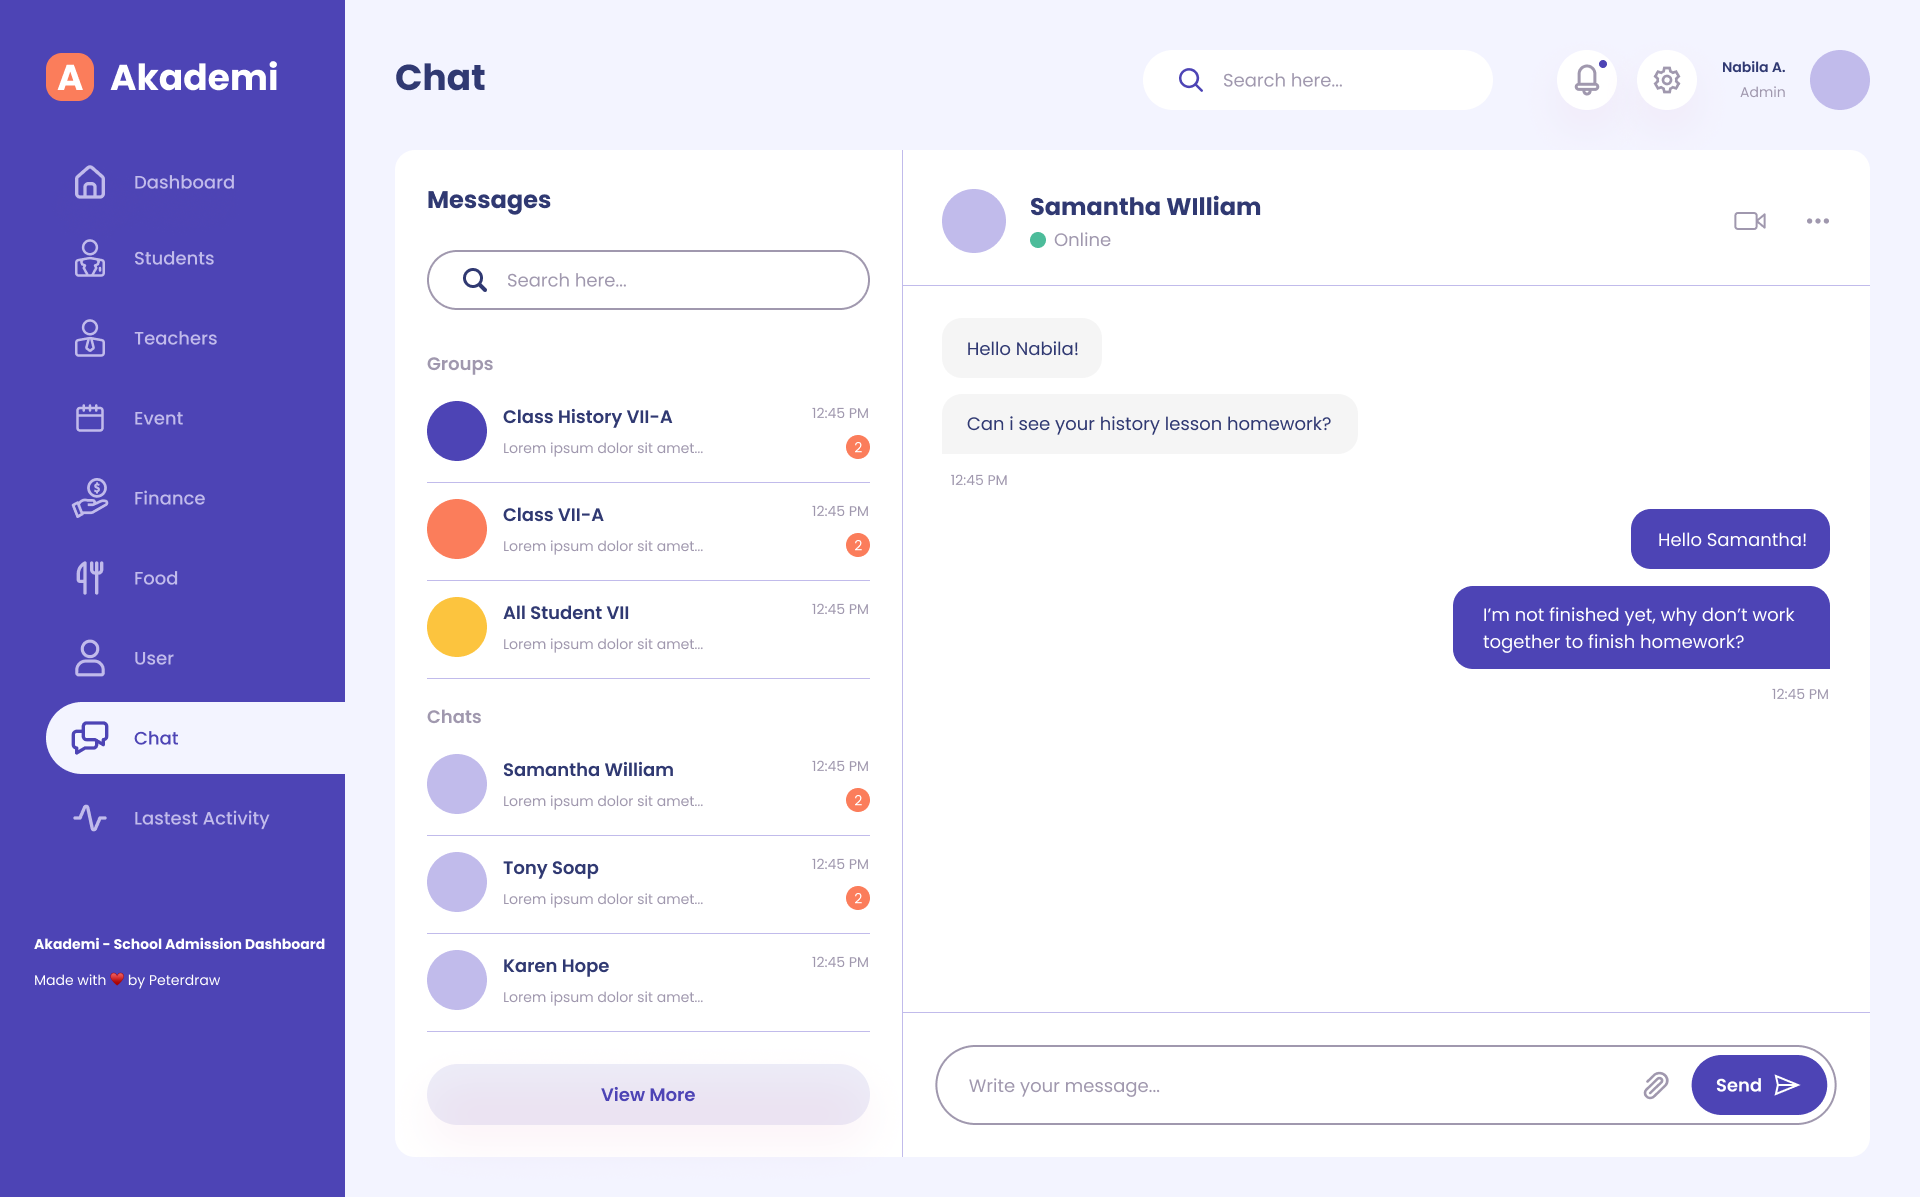 A Akademi
Dashboard
Students
Teachers
Event
Finance
Food
User
Chat
Lastest Activity
Akademi - School Admission Dashboard
Made with ❤️ by Peterdraw
Chat
Search here...
Nabila A.
Admin
Messages
Search here...
Groups
Class History VII-A
12:45 PM
Lorem ipsum dolor sit amet...
2
Class VII-A
12:45 PM
Lorem ipsum dolor sit amet...
2
All Student VII
12:45 PM
Lorem ipsum dolor sit amet...
Chats
Samantha William
12:45 PM
Lorem ipsum dolor sit amet...
2
Tony Soap
12:45 PM
Lorem ipsum dolor sit amet...
2
Karen Hope
12:45 PM
Lorem ipsum dolor sit amet...
View More
Samantha WIlliam
Online
Hello Nabila!
Can i see your history lesson homework?
12:45 PM
Hello Samantha!
I’m not finished yet, why don’t work
together to finish homework?
12:45 PM
Write your message...
Send